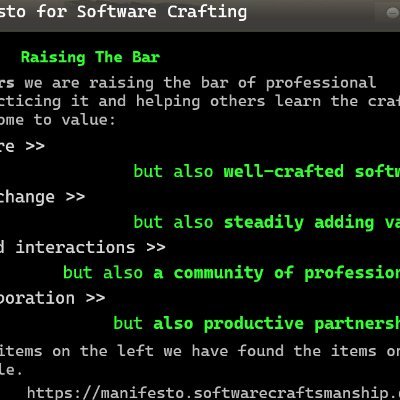 sto for Software Crafting
Raising The Bar
rs we are raising the bar of professional
cticing it and helping others learn the cra
ome to value:
re >>
but also well-crafted softw
change >>
but also steadily adding va
d interactions >>
but also a community of profession
boration >>
but also productive partnersh
items on the left we have found the items o
le.
https://manifesto.softwarecraftsmanship.